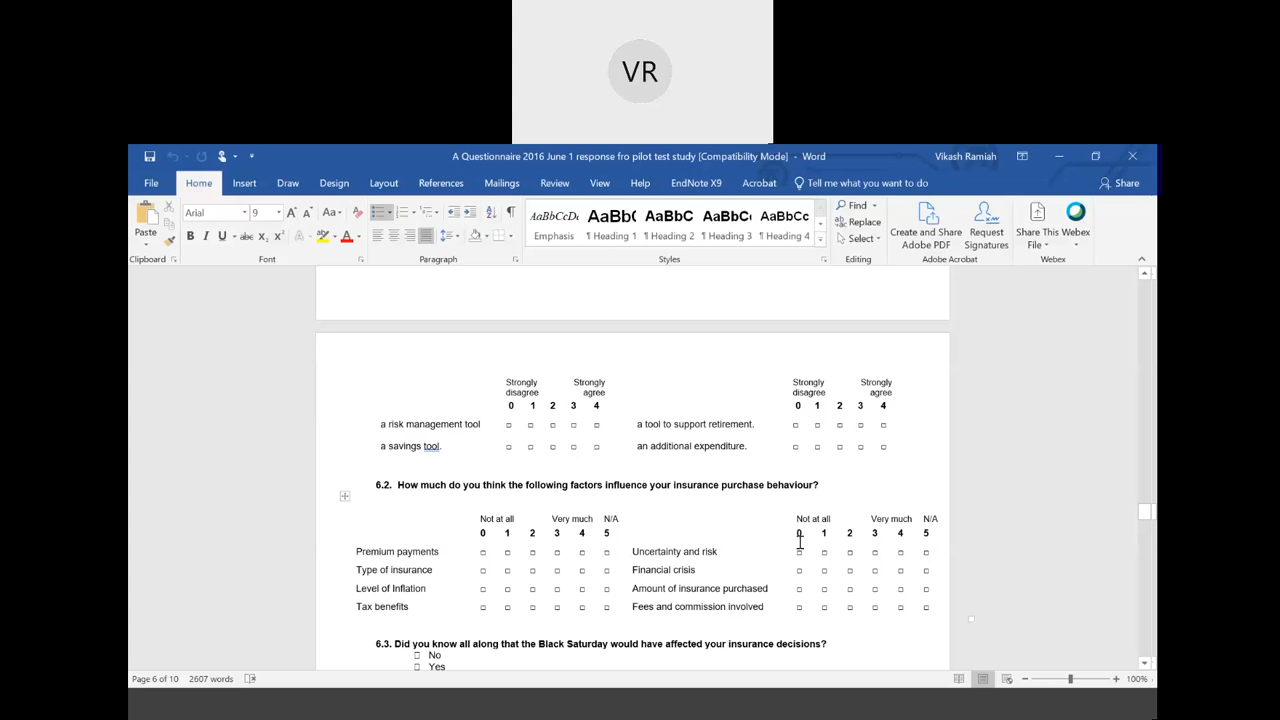 VR
A Questionnaire 2016 June 1 response fro pilot test study [Compatibility Mode] - Word
Vikash Ramiah
File Home Insert Draw Design Layout References Mailings Review View Help EndNote X9 Acrobat Tell me what you want to do Share
Paste
Arial 9
AaBbCcDı AaBbC AaBbC AaBbCc AaBbCc
Emphasis ¶ Heading 1 ¶ Heading 2 ¶ Heading 3 ¶ Heading 4
Find
Replace
Select
Create and Share Adobe PDF
Request Signatures
Share This File
Webex
Clipboard Font Paragraph Styles Editing Adobe Acrobat Webex
Strongly disagree Strongly agree Strongly disagree Strongly agree
0 1 2 3 4 0 1 2 3 4
a risk management tool a tool to support retirement.
a savings tool. an additional expenditure.
6.2. How much do you think the following factors influence your insurance purchase behaviour?
Not at all Very much N/A Not at all Very much N/A
0 1 2 3 4 5 0 1 2 3 4 5
Premium payments Uncertainty and risk
Type of insurance Financial crisis
Level of Inflation Amount of insurance purchased
Tax benefits Fees and commission involved
6.3. Did you know all along that the Black Saturday would have affected your insurance decisions?
No
Yes
Page 6 of 10 2607 words 100%